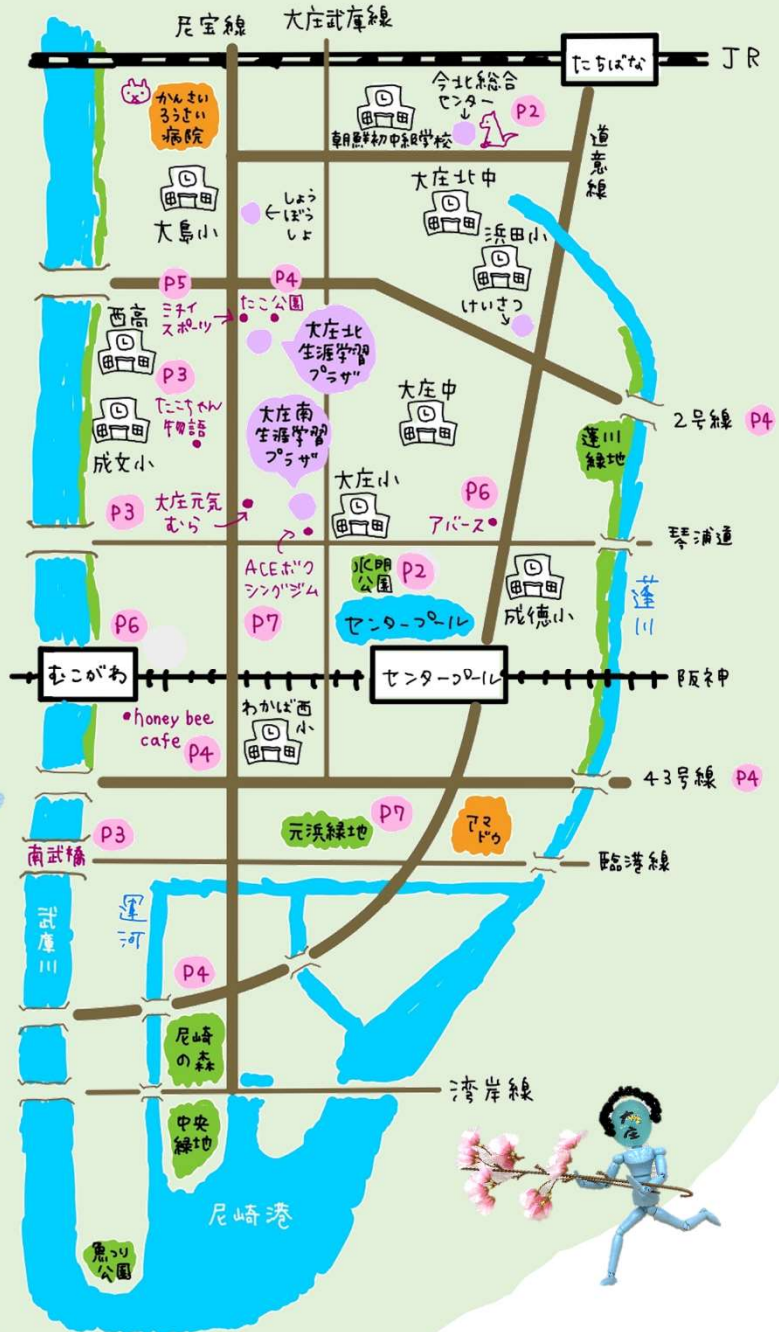 尼宝線
大庄武庫線
たちばな
JR
かんさい
ろうさい
病院
今北総合
センター
P2
朝鮮初中級学校
道意線
大島小
しょう
ぼう
しょ
大庄北中
浜田小
けいさつ
P5
ミチイ
スポーツ
P4
たこ公園
大庄北
生涯学習
プラザ
西高
P3
たこちゃん
物語
成文小
大庄南
生涯学習
プラザ
大庄中
2号線 P4
蓬川
緑地
P3
大庄元気
むら
大庄小
P6
アバース
琴浦道
ACEボク
シングジム
P7
水明
公園
P2
センタープール
成徳小
蓬川
P6
むこがわ
センタープール
阪神
honey bee
cafe
P4
わかば西
小
43号線 P4
P3
南武橋
元浜緑地
P7
アマ
ドゥ
臨港線
武庫川
運河
P4
尼崎
の森
湾岸線
中央
緑地
尼崎港
魚つり
公園
大庄